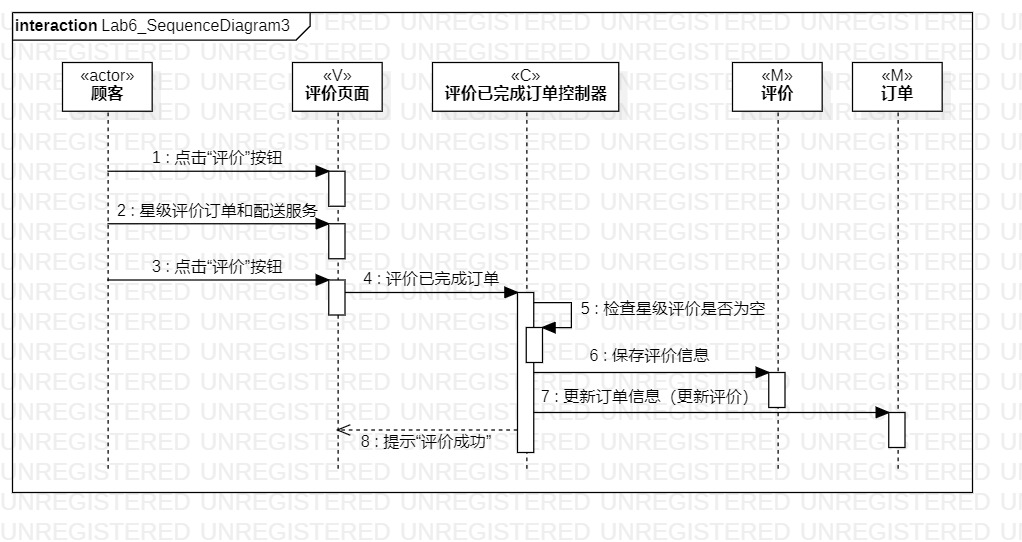 interaction Lab6_SequenceDiagram3
«actor»
顾客
«V»
评价页面
«C»
评价已完成订单控制器
«M»
评价
«M»
订单
1 : 点击“评价”按钮
2 : 星级评价订单和配送服务
3 : 点击“评价”按钮
4 : 评价已完成订单
5 : 检查星级评价是否为空
6 : 保存评价信息
7 : 更新订单信息（更新评价）
8 : 提示“评价成功”
UNREGISTERED